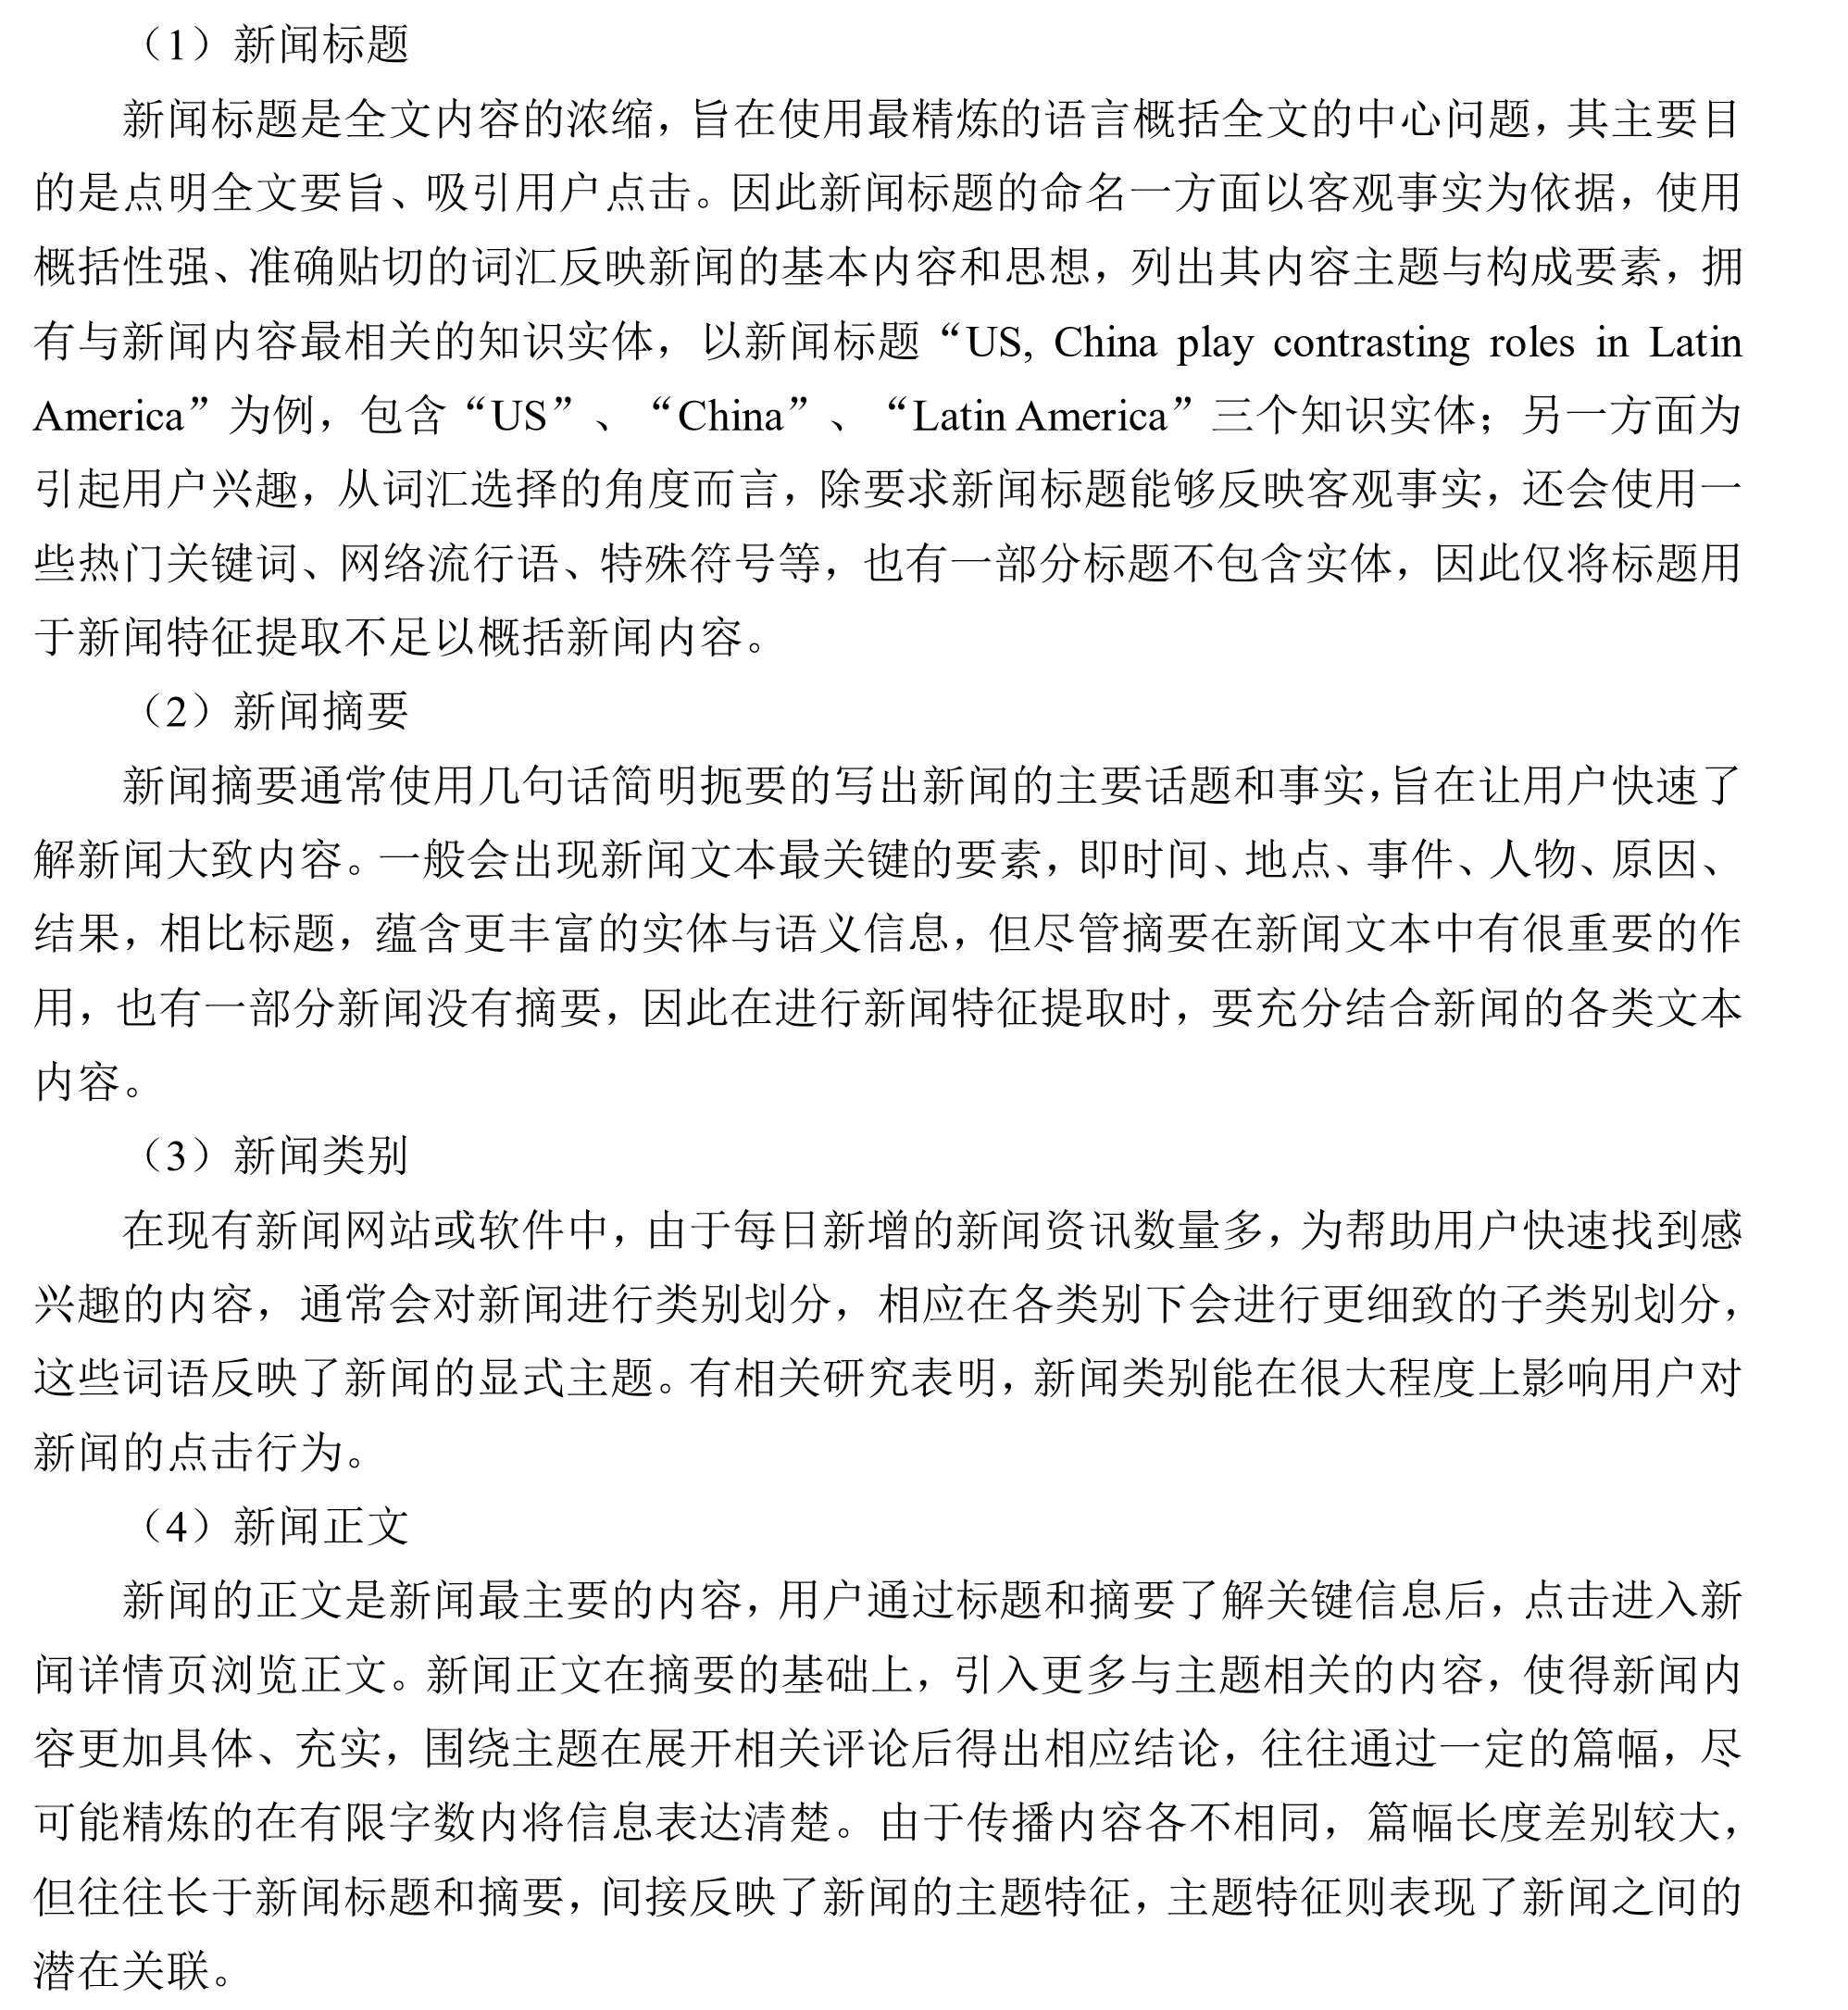 （1）新闻标题
新闻标题是全文内容的浓缩，旨在使用最精炼的语言概括全文的中心问题，其主要目
的是点明全文要旨、吸引用户点击。因此新闻标题的命名一方面以客观事实为依据，使用
概括性强、准确贴切的词汇反映新闻的基本内容和思想，列出其内容主题与构成要素，拥
有与新闻内容最相关的知识实体，以新闻标题“US, China play contrasting roles in Latin
America”为例，包含“US”、“China”、“Latin America”三个知识实体；另一方面为
引起用户兴趣，从词汇选择的角度而言，除要求新闻标题能够反映客观事实，还会使用一
些热门关键词、网络流行语、特殊符号等，也有一部分标题不包含实体，因此仅将标题用
于新闻特征提取不足以概括新闻内容。
（2）新闻摘要
新闻摘要通常使用几句话简明扼要的写出新闻的主要话题和事实，旨在让用户快速了
解新闻大致内容。一般会出现新闻文本最关键的要素，即时间、地点、事件、人物、原因、
结果，相比标题，蕴含更丰富的实体与语义信息，但尽管摘要在新闻文本中有很重要的作
用，也有一部分新闻没有摘要，因此在进行新闻特征提取时，要充分结合新闻的各类文本
内容。
（3）新闻类别
在现有新闻网站或软件中，由于每日新增的新闻资讯数量多，为帮助用户快速找到感
兴趣的内容，通常会对新闻进行类别划分，相应在各类别下会进行更细致的子类别划分，
这些词语反映了新闻的显式主题。有相关研究表明，新闻类别能在很大程度上影响用户对
新闻的点击行为。
（4）新闻正文
新闻的正文是新闻最主要的内容，用户通过标题和摘要了解关键信息后，点击进入新
闻详情页浏览正文。新闻正文在摘要的基础上，引入更多与主题相关的内容，使得新闻内
容更加具体、充实，围绕主题在展开相关评论后得出相应结论，往往通过一定的篇幅，尽
可能精炼的在有限字数内将信息表达清楚。由于传播内容各不相同，篇幅长度差别较大，
但往往长于新闻标题和摘要，间接反映了新闻的主题特征，主题特征则表现了新闻之间的
潜在关联。